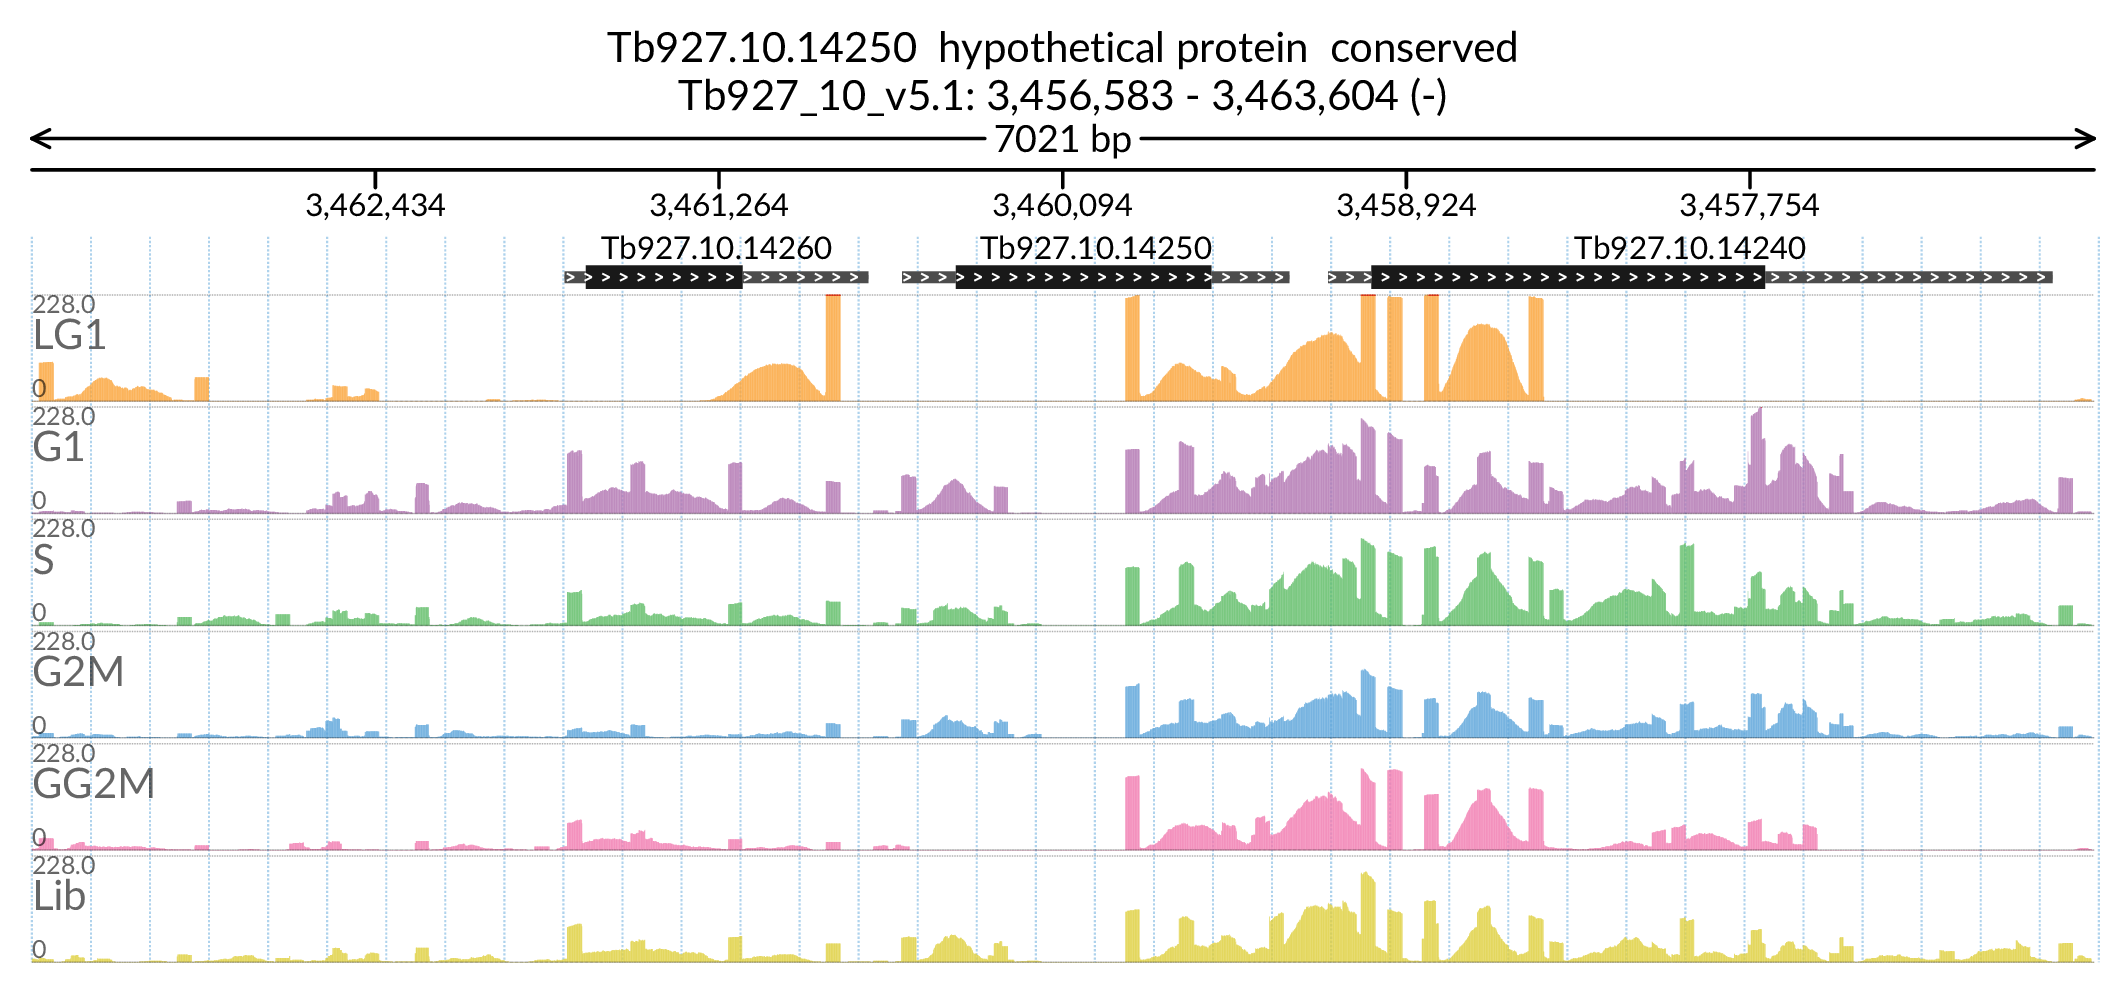 Tb927.10.14250  hypothetical protein  conserved
Tb927_10_v5.1: 3,456,583 - 3,463,604 (-)
7021 bp
3,462,434 3,461,264 3,460,094 3,458,924 3,457,754
Tb927.10.14260 Tb927.10.14250 Tb927.10.14240
228.0
LG1
0
228.0
G1
0
228.0
S
0
228.0
G2M
0
228.0
GG2M
0
228.0
Lib
0